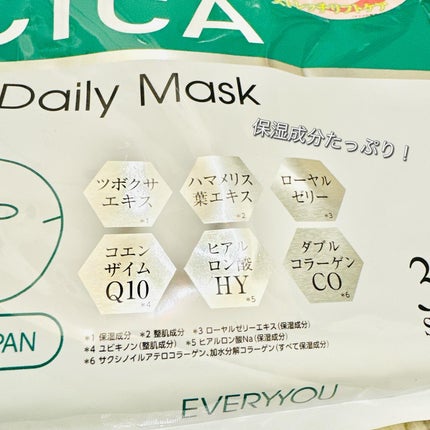 CICA
Daily Mask
保湿成分たっぷり！
ツボクサ
エキス *1
ハマメリス
葉エキス *2
ローヤル
ゼリー *3
コエン
ザイム
Q10 *4
ヒアル
ロン酸
HY *5
ダブル
コラーゲン
CO *6
3
*1 保湿成分 *2 整肌成分 *3 ローヤルゼリーエキス(保湿成分)
*4 ユビキノン(整肌成分) *5 ヒアルロン酸Na(保湿成分)
*6 サクシノイルアテロコラーゲン、加水分解コラーゲン(すべて保湿成分)
PAN
EVERYYOU